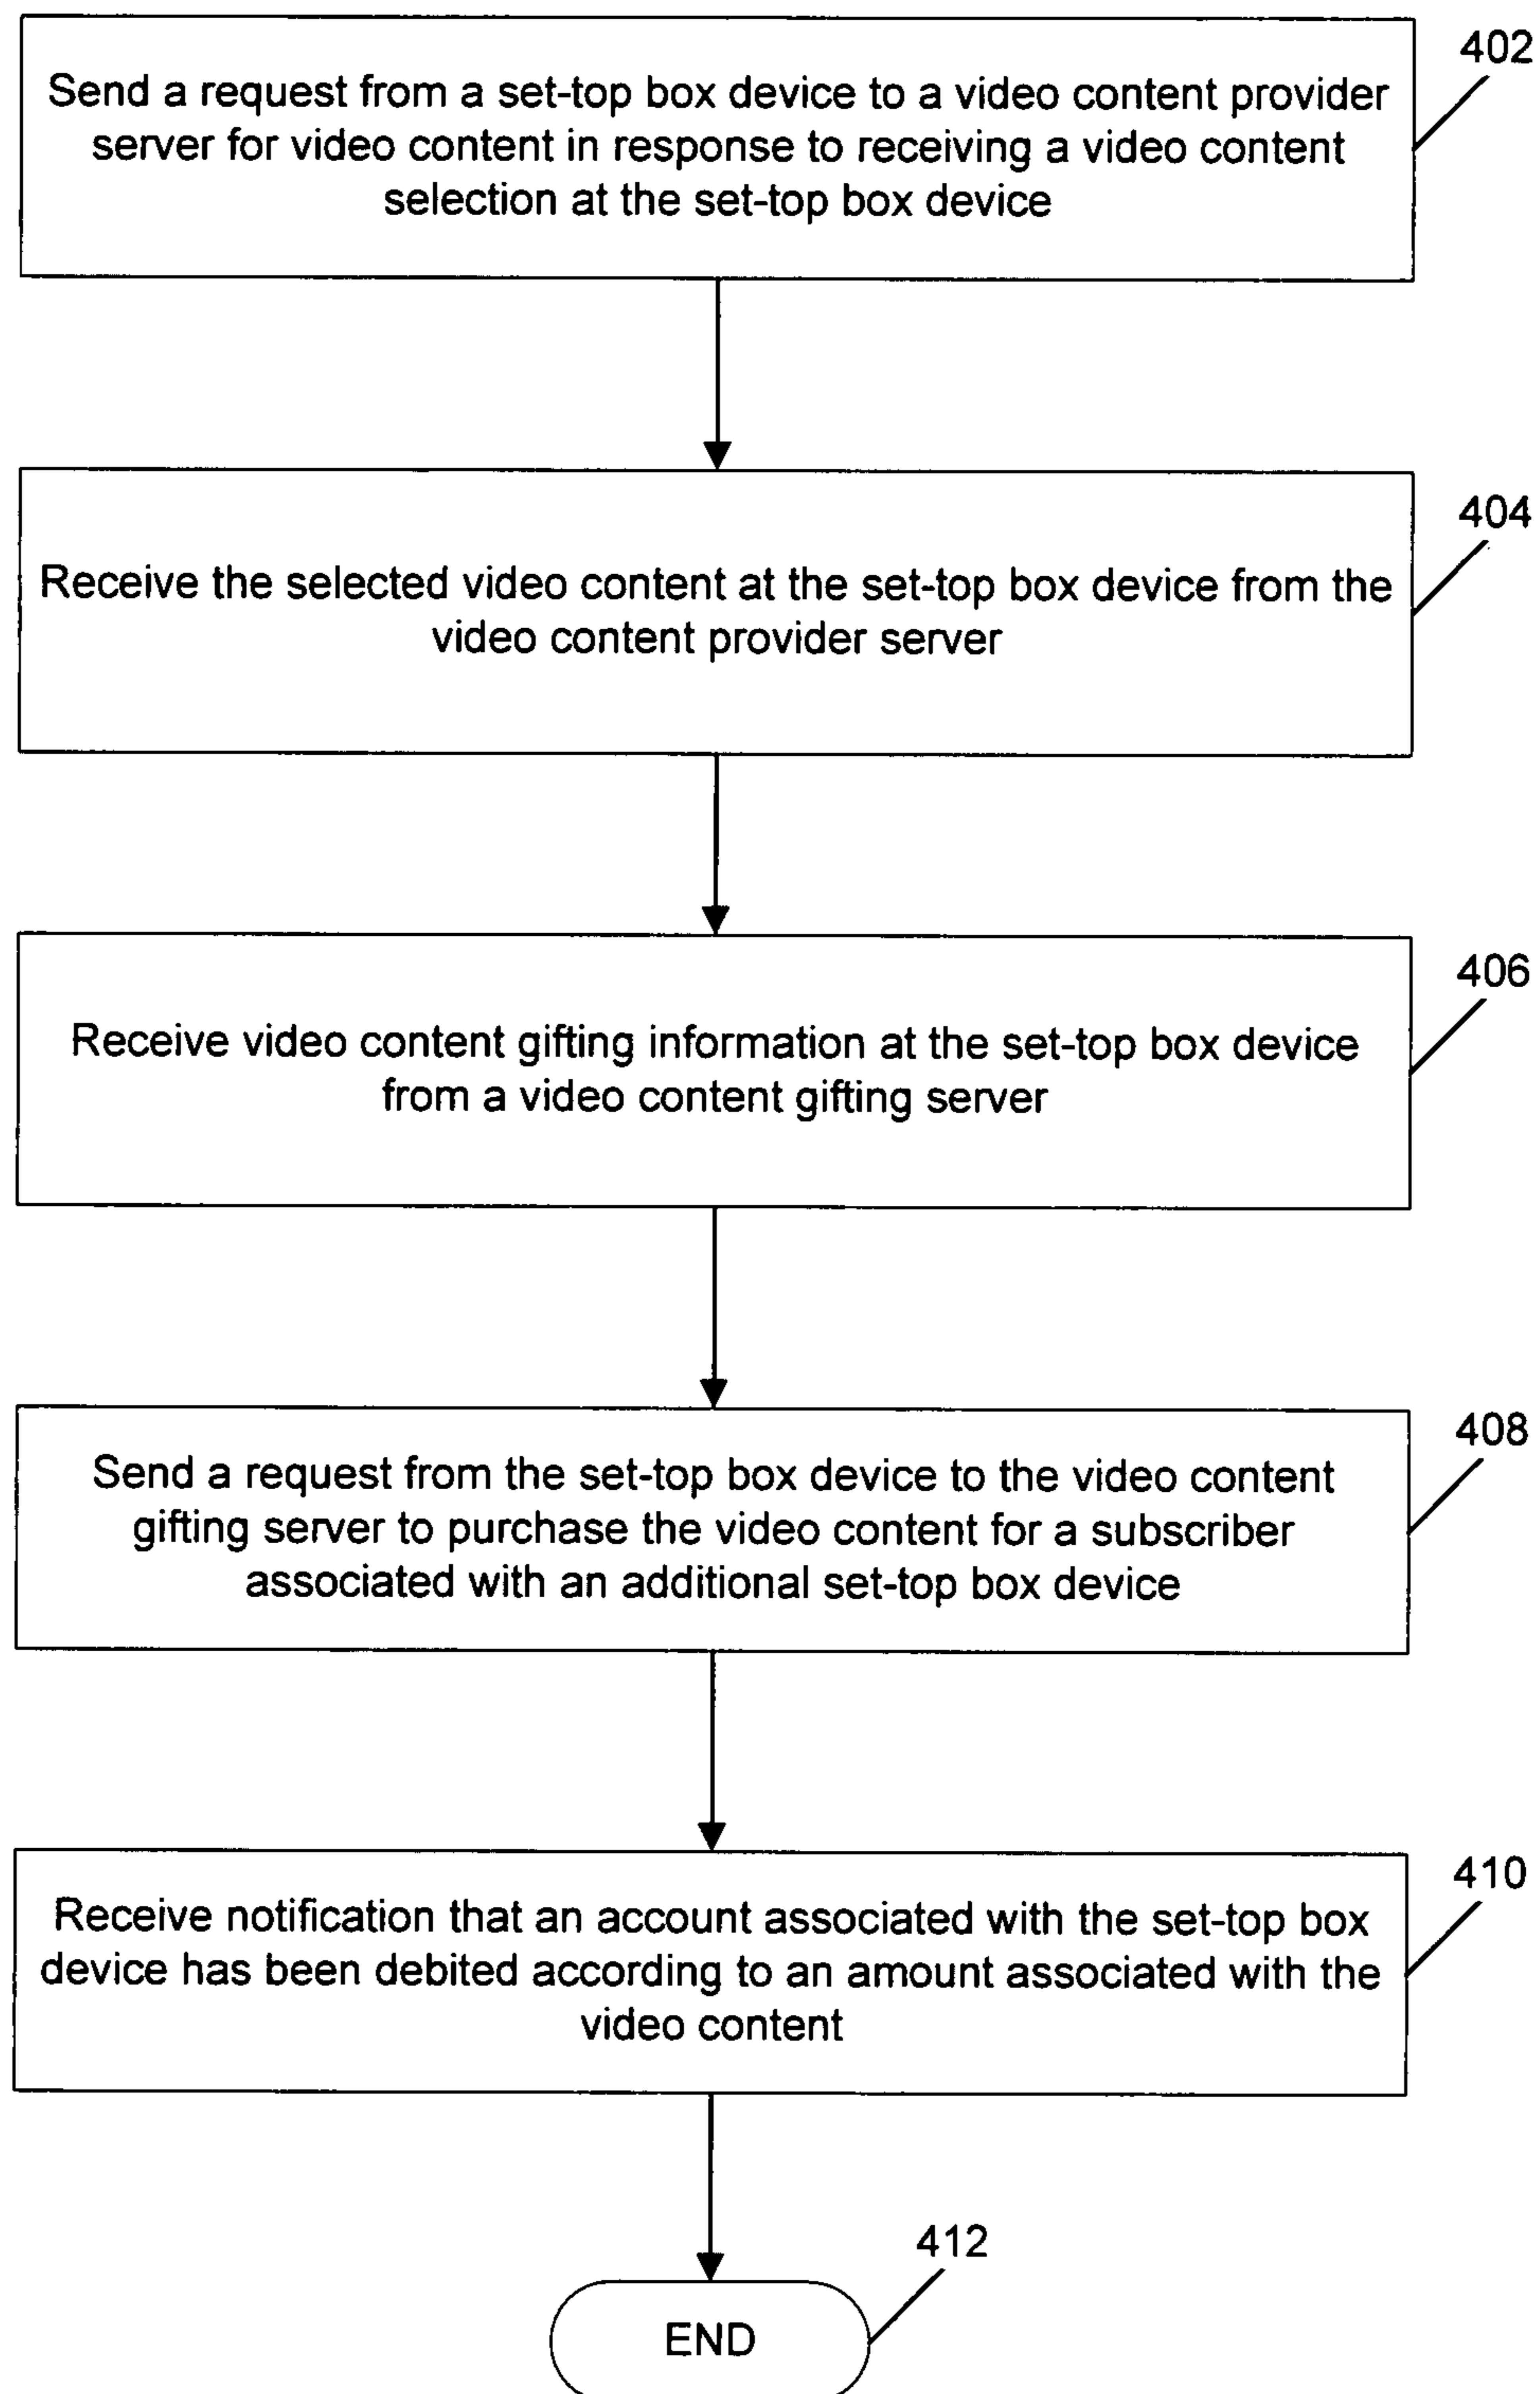 402
Send a request from a set-top box device to a video content provider
server for video content in response to receiving a video content
selection at the set-top box device
404
Receive the selected video content at the set-top box device from the
video content provider server
406
Receive video content gifting information at the set-top box device
from a video content gifting server
408
Send a request from the set-top box device to the video content
gifting server to purchase the video content for a subscriber
associated with an additional set-top box device
410
Receive notification that an account associated with the set-top box
device has been debited according to an amount associated with the
video content
412
END